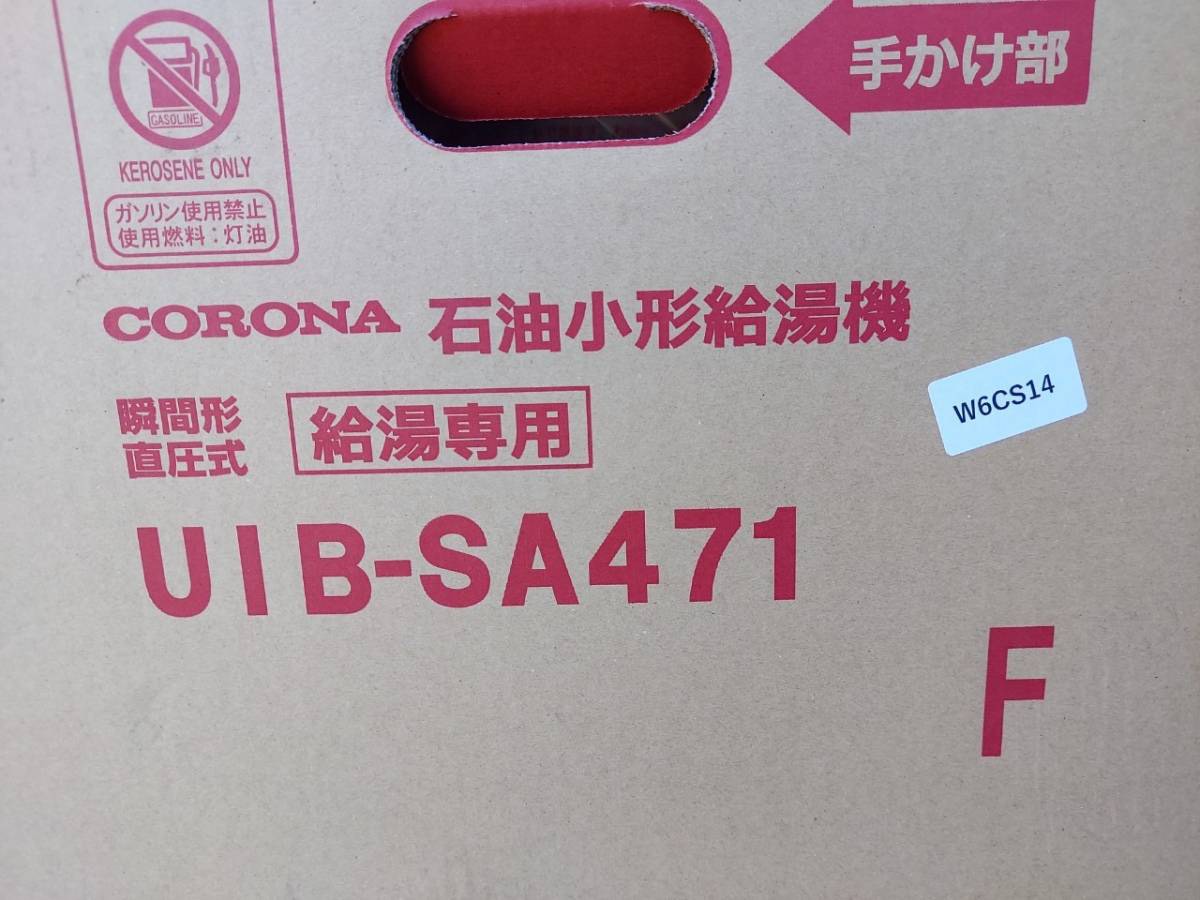 手かけ部
GASOLINE
KEROSENE ONLY
ガソリン使用禁止
使用燃料：灯油
CORONA 石油小形給湯機
W6CS14
瞬間形
直圧式
給湯専用
UIB-SA471
F